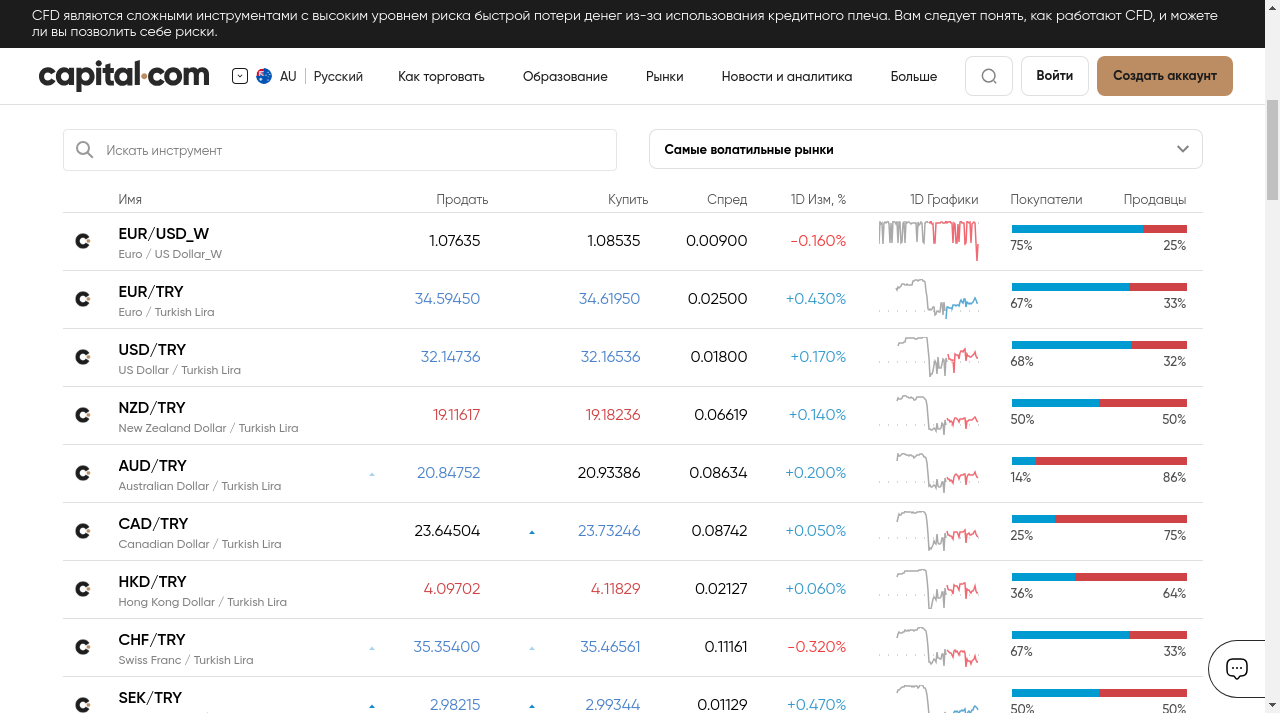 CFD являются сложными инструментами с высоким уровнем риска быстрой потери денег из-за использования кредитного плеча. Вам следует понять, как работают CFD, и можете
ли вы позволить себе риски.
capital.com AU Русский Как торговать Образование Рынки Новости и аналитика Больше Войти Создать аккаунт
Искать инструмент Самые волатильные рынки
Имя Продать Купить Спред 1D Изм, % 1D Графики Покупатели Продавцы
EUR/USD_W 1.07635 1.08535 0.00900 -0.160%
Euro / US Dollar_W 75% 25%
EUR/TRY 34.59450 34.61950 0.02500 +0.430%
Euro / Turkish Lira 67% 33%
USD/TRY 32.14736 32.16536 0.01800 +0.170%
US Dollar / Turkish Lira 68% 32%
NZD/TRY 19.11617 19.18236 0.06619 +0.140%
New Zealand Dollar / Turkish Lira 50% 50%
AUD/TRY 20.84752 20.93386 0.08634 +0.200%
Australian Dollar / Turkish Lira 14% 86%
CAD/TRY 23.64504 23.73246 0.08742 +0.050%
Canadian Dollar / Turkish Lira 25% 75%
HKD/TRY 4.09702 4.11829 0.02127 +0.060%
Hong Kong Dollar / Turkish Lira 36% 64%
CHF/TRY 35.35400 35.46561 0.11161 -0.320%
Swiss Franc / Turkish Lira 67% 33%
SEK/TRY 2.98215 2.99344 0.01129 +0.470%
50% 50%